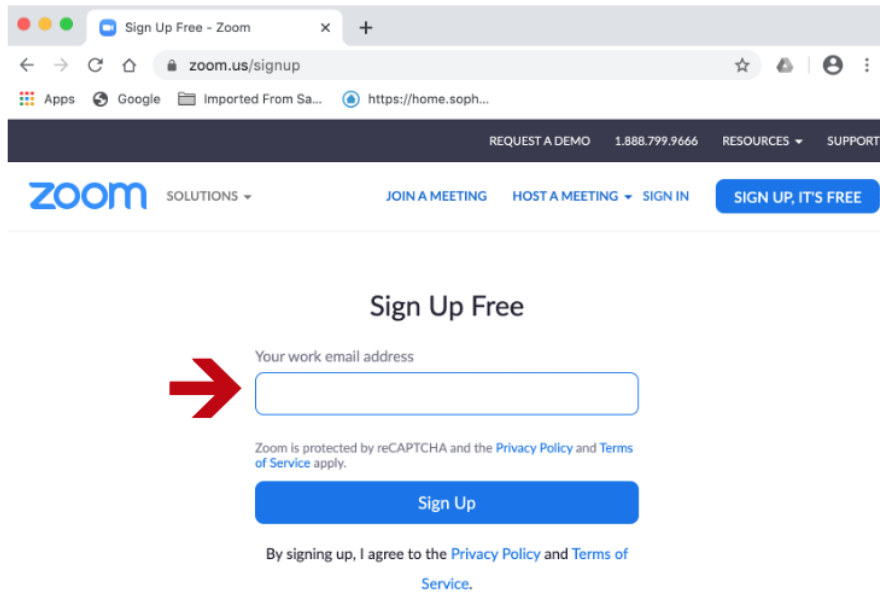 Sign Up Free - Zoom
zoom.us/signup
Apps Google Imported From Sa... https://home.soph...
REQUEST A DEMO 1.888.799.9666 RESOURCES SUPPORT
zoom SOLUTIONS JOIN A MEETING HOST A MEETING SIGN IN SIGN UP, IT'S FREE
Sign Up Free
Your work email address
Zoom is protected by reCAPTCHA and the Privacy Policy and Terms
of Service apply.
Sign Up
By signing up, I agree to the Privacy Policy and Terms of
Service.